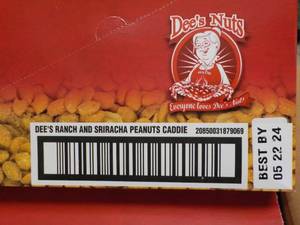 Dee's Nuts
Everyone loves Dee's Nuts
DEE'S RANCH AND SRIRACHA PEANUTS CADDIE 20850031879069
BEST BY
05 22 24